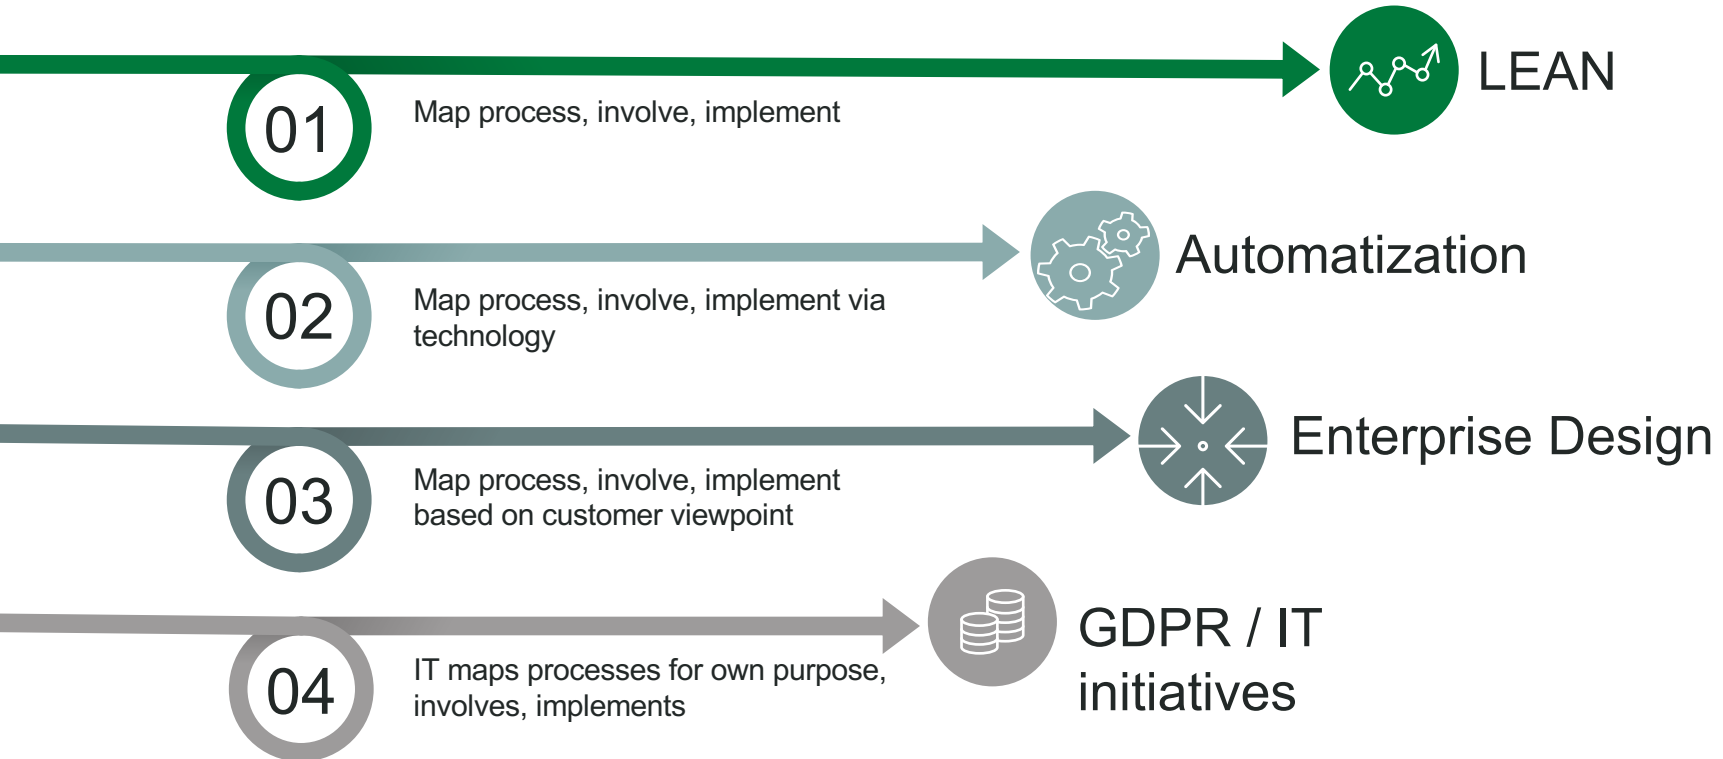 LEAN
01
Map process, involve, implement
Automatization
02
Map process, involve, implement via
technology
Enterprise Design
03
Map process, involve, implement
based on customer viewpoint
GDPR / IT
initiatives
04
IT maps processes for own purpose,
involves, implements